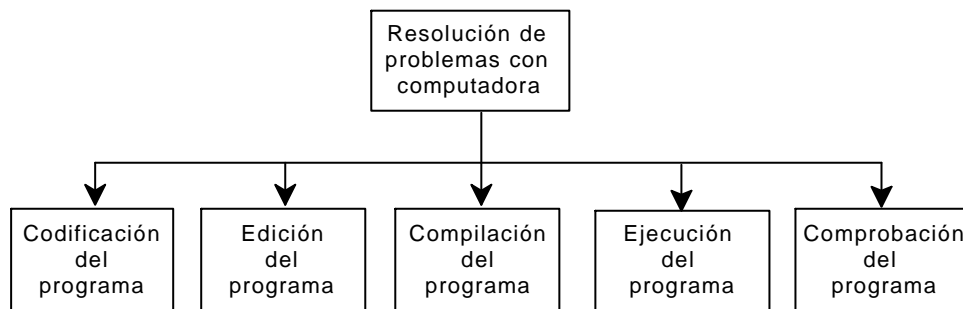 Resolución de
problemas con
computadora
Codificación
del
programa
Edición
del
programa
Compilación
del
programa
Ejecución
del
programa
Comprobación
del
programa